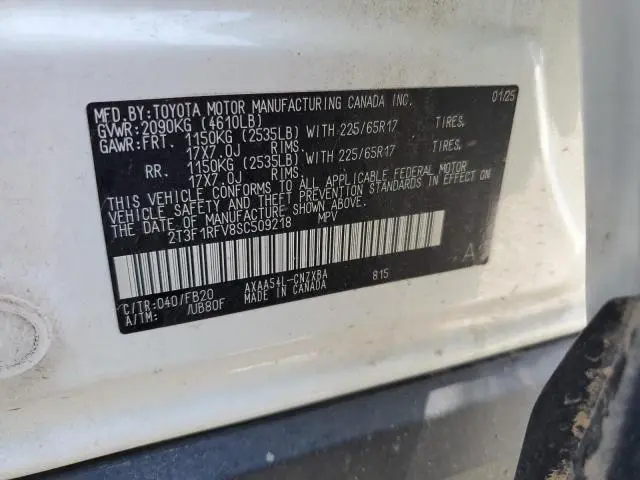 MFD.BY:TOYOTA MOTOR MANUFACTURING CANADA INC. 01/25
GVWR:2090KG (4610LB)
GAWR:FRT. 1150KG (2535LB) WITH 225/65R17 TIRES,
17X7.0J RIMS.
RR. 1150KG (2535LB) WITH 225/65R17 TIRES,
17X7.0J RIMS.
THIS VEHICLE CONFORMS TO ALL APPLICABLE FEDERAL MOTOR
VEHICLE SAFETY AND THEFT PREVENTION STANDARDS IN EFFECT ON
THE DATE OF MANUFACTURE SHOWN ABOVE.
2T3F1RFV8SC509218 MPV
C/TR:040/FB20 AXAA54L-CNZXBA 815
A/TM: /UB80F MADE IN CANADA